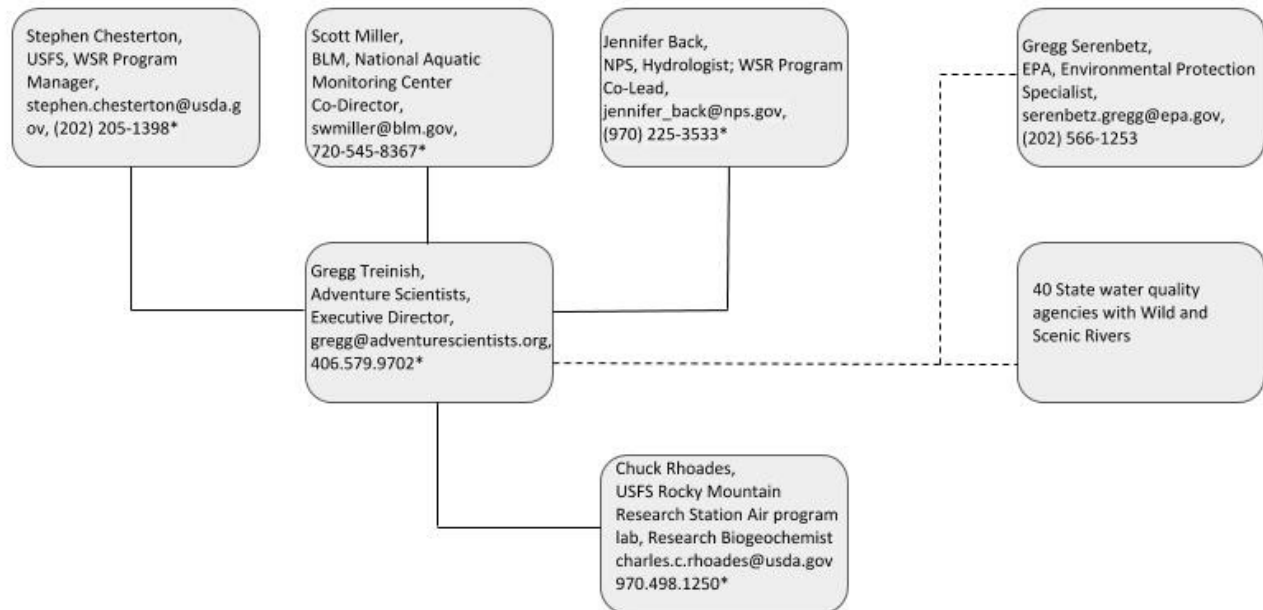 Stephen Chesterton,
USFS, WSR Program
Manager,
stephen.chesterton@usda.g
ov, (202) 205-1398*
Scott Miller,
BLM, National Aquatic
Monitoring Center
Co-Director,
swmiller@blm.gov,
720-545-8367*
Jennifer Back,
NPS, Hydrologist; WSR Program
Co-Lead,
jennifer_back@nps.gov,
(970) 225-3533*
Gregg Serenbetz,
EPA, Environmental Protection
Specialist,
serenbetz.gregg@epa.gov,
(202) 566-1253
Gregg Treinish,
Adventure Scientists,
Executive Director,
gregg@adventurescientists.org,
406.579.9702*
40 State water quality
agencies with Wild and
Scenic Rivers
Chuck Rhoades,
USFS Rocky Mountain
Research Station Air program
lab, Research Biogeochemist
charles.c.rhoades@usda.gov
970.498.1250*